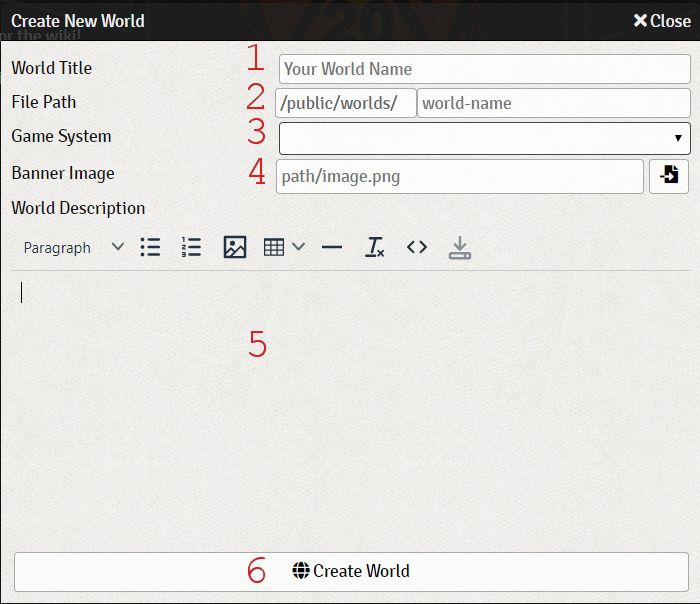 Create New World Close
or the wiki!
World Title 1 Your World Name
File Path 2 /public/worlds/ world-name
Game System 3
Banner Image 4 path/image.png
World Description
Paragraph
5
6 Create World